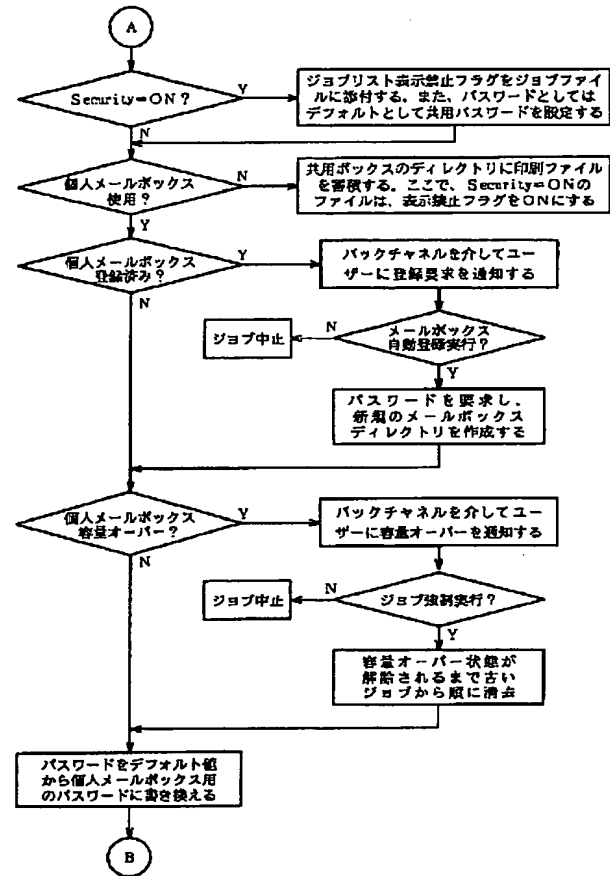 A
Security=ON?
Y
ジョブリスト表示禁止フラグをジョブファイ
ルに添付する。また、パスワードとしては
デフォルトとして共用パスワードを設定する
N
個人メールボックス
使用?
N
共用ボックスのディレクトリに印刷ファイル
を蓄積する。ここで、Security=ONの
ファイルは、表示禁止フラグをONにする
Y
個人メールボックス
登録済み?
Y
バックチャネルを介してユー
ザーに登録要求を通知する
N
メールボックス
自動登録実行?
N
ジョブ中止
Y
パスワードを要求し、
新規のメールボックス
ディレクトリを作成する
個人メールボックス
容量オーバー?
Y
バックチャネルを介してユー
ザーに容量オーバーを通知する
N
ジョブ強制実行?
N
ジョブ中止
Y
容量オーバー状態が
解除されるまで古い
ジョブから順に消去
パスワードをデフォルト値
から個人メールボックス用
のパスワードに書き換える
B